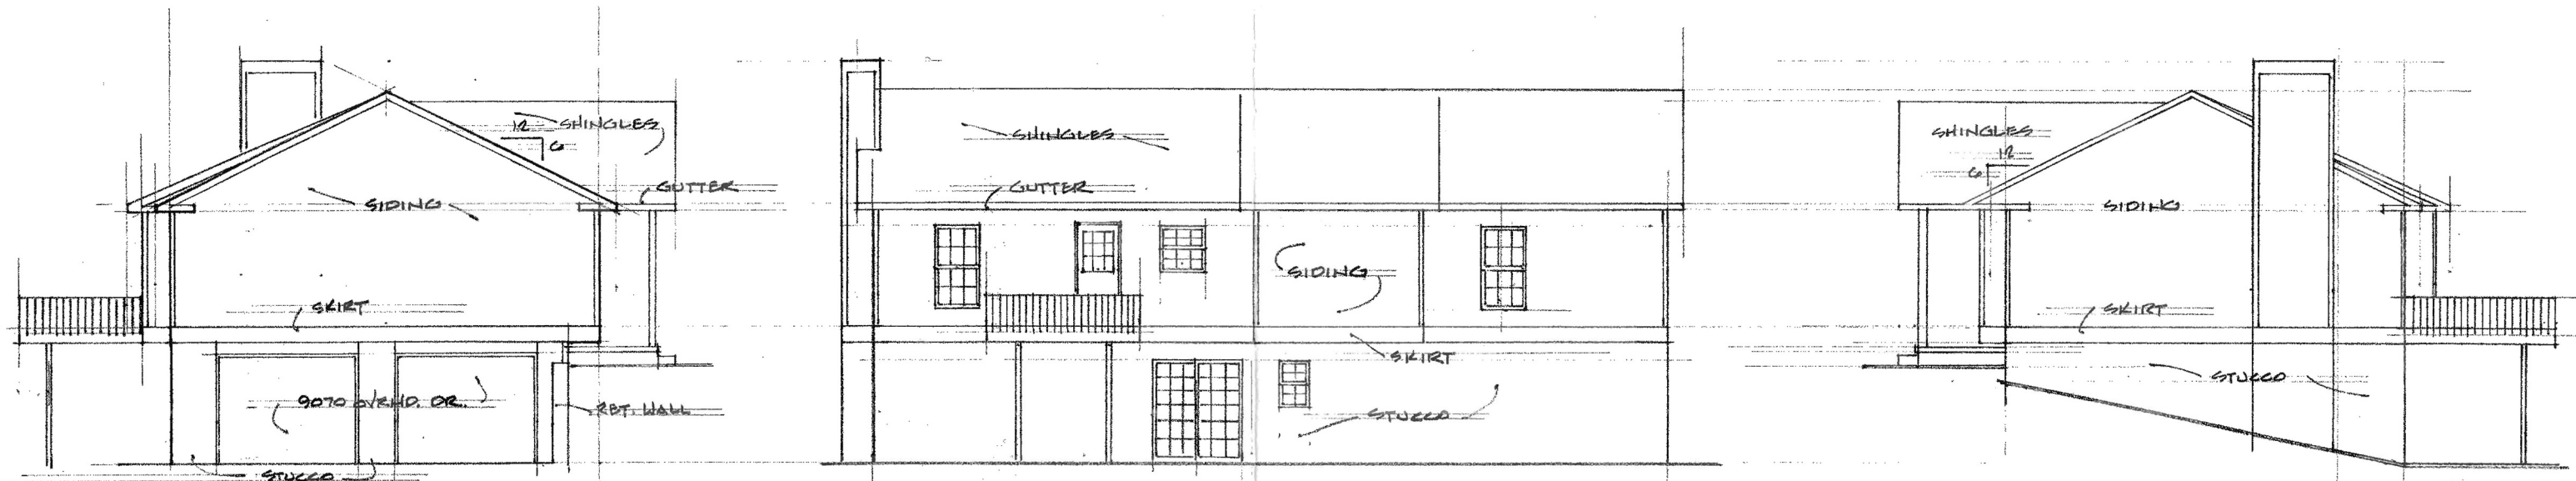 12
SHINGLES
6
GUTTER
SIDING
SKIRT
9070 OVRHD. DR.
RET. WALL
STUCCO
SHINGLES
GUTTER
SIDING
SKIRT
STUCCO
SHINGLES
12
6
SIDING
SKIRT
STUCCO